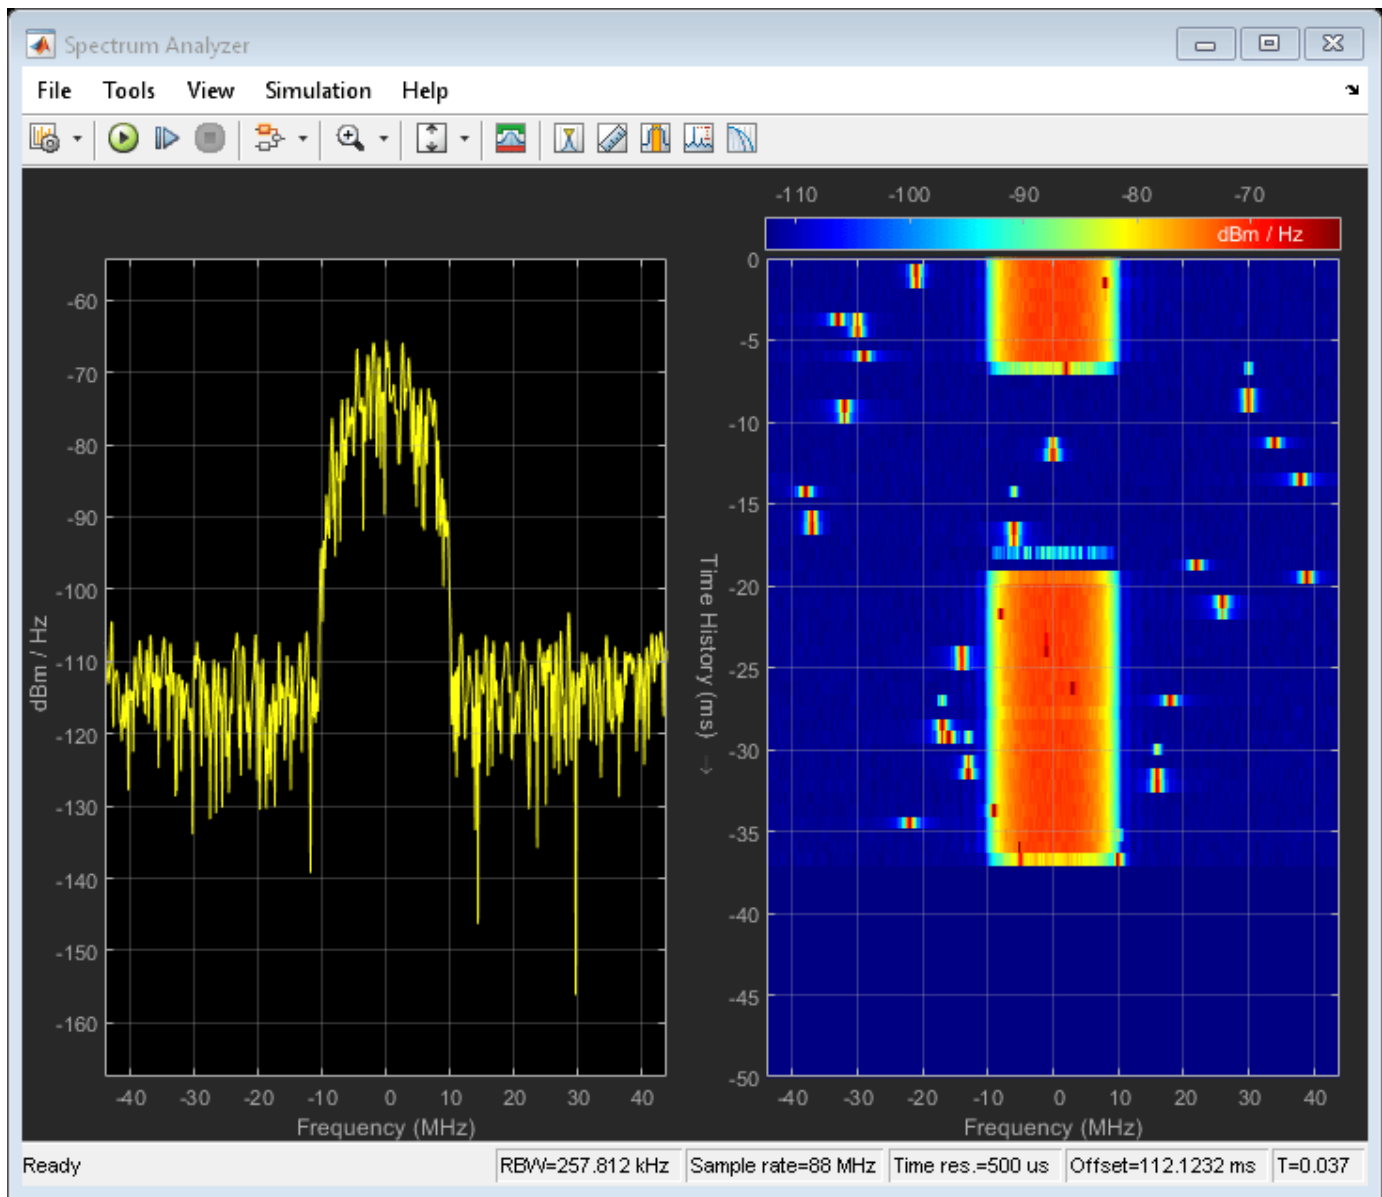 Spectrum Analyzer
File Tools View Simulation Help
-60
-70
-80
-90
-100
-110
-120
-130
-140
-150
-160
dBm / Hz
-40 -30 -20 -10 0 10 20 30 40
Frequency (MHz)
-110 -100 -90 -80 -70
dBm / Hz
0
-5
-10
-15
-20
-25
-30
-35
-40
-45
-50
Time History (ms) →
-40 -30 -20 -10 0 10 20 30 40
Frequency (MHz)
Ready RBW=257.812 kHz Sample rate=88 MHz Time res.=500 us Offset=112.1232 ms T=0.037